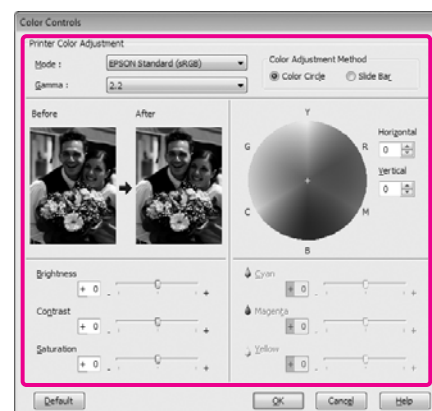 Color Controls
Printer Color Adjustment
Mode : EPSON Standard (sRGB)
Gamma : 2.2
Color Adjustment Method
Color Circle Slide Bar
Before After
Y
G R
C M
B
Horizontal
0
Vertical
0
Brightness
+ 0 - +
Contrast
+ 0 - +
Saturation
+ 0 - +
Cyan
+ 0 - +
Magenta
+ 0 - +
Yellow
+ 0 - +
Default OK Cancel Help